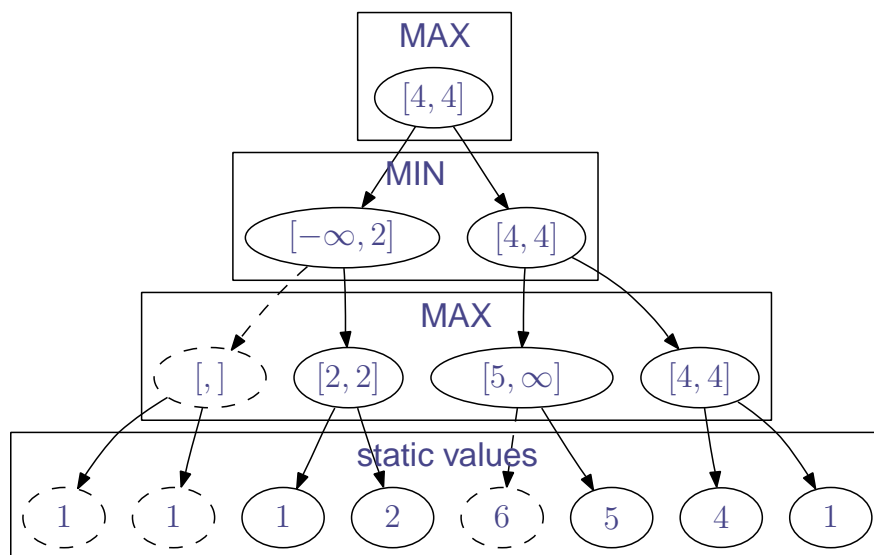 MAX
[4, 4]
MIN
[−∞, 2] [4, 4]
MAX
[, ] [2, 2] [5, ∞] [4, 4]
static values
1 1 1 2 6 5 4 1